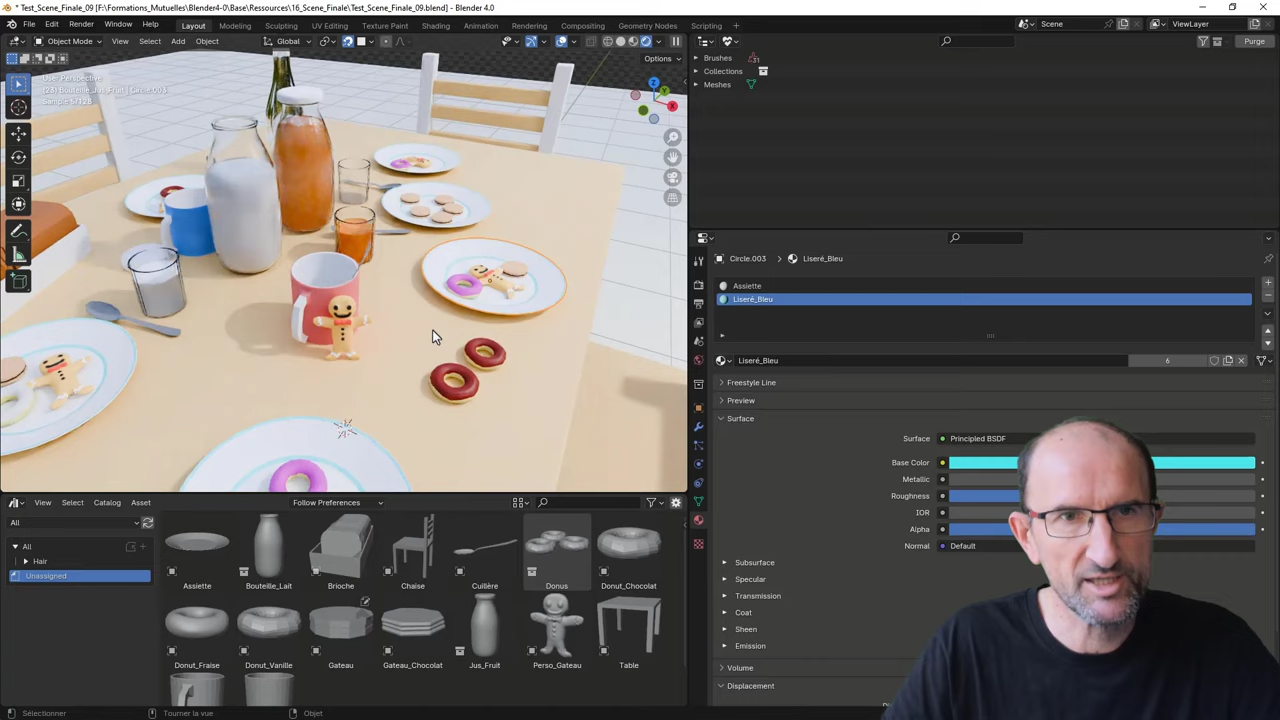 * Test_Scene_Finale_09 [F:\Formations_Mutuelles\Blender4-0\Base\Ressources\16_Scene_Finale\Test_Scene_Finale_09.blend] - Blender 4.0
File Edit Render Window Help
Layout Modeling Sculpting UV Editing Texture Paint Shading Animation Rendering Compositing Geometry Nodes Scripting
Scene ViewLayer
Object Mode View Select Add Object Global
Purge
Options
User Perspective
(23) Bouteille_Jus_Fruit | Circle.003
Sample 5/128
Z
Y
X
Brushes
Collections
Meshes
Circle.003 > Liseré_Bleu
Assiette
Liseré_Bleu
Liseré_Bleu 6
Freestyle Line
Preview
Surface
Surface Principled BSDF
Base Color
Metallic
Roughness
IOR
Alpha
Normal Default
Subsurface
Specular
Transmission
Coat
Sheen
Emission
Volume
Displacement
View Select Catalog Asset Follow Preferences
All
All
Hair
Unassigned
Assiette Bouteille_Lait Brioche Chaise Cuillère Donus Donut_Chocolat
Donut_Fraise Donut_Vanille Gateau Gateau_Chocolat Jus_Fruit Perso_Gateau Table
Sélectionner Tourner la vue Objet